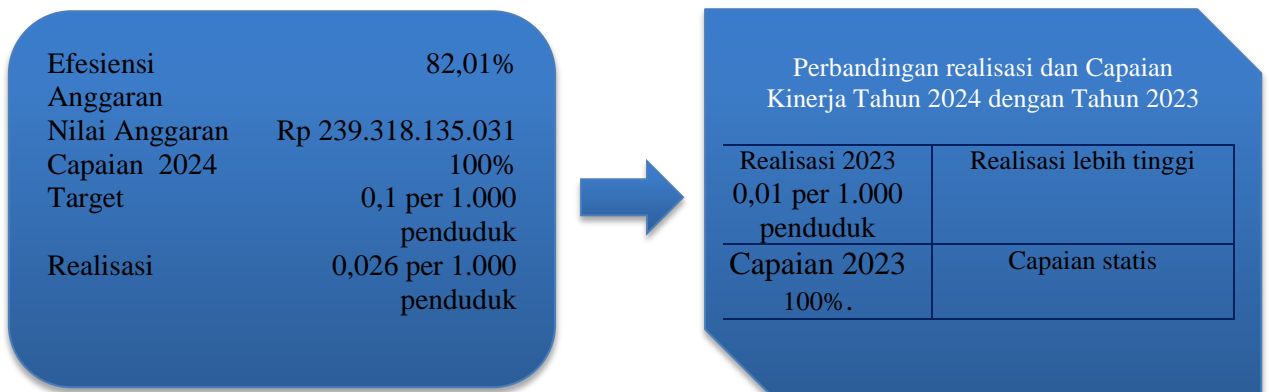 Efesiensi 82,01%
Anggaran
Nilai Anggaran Rp 239.318.135.031
Capaian 2024 100%
Target 0,1 per 1.000
penduduk
Realisasi 0,026 per 1.000
penduduk
Perbandingan realisasi dan Capaian
Kinerja Tahun 2024 dengan Tahun 2023
Realisasi 2023 Realisasi lebih tinggi
0,01 per 1.000
penduduk
Capaian 2023 Capaian statis
100%.